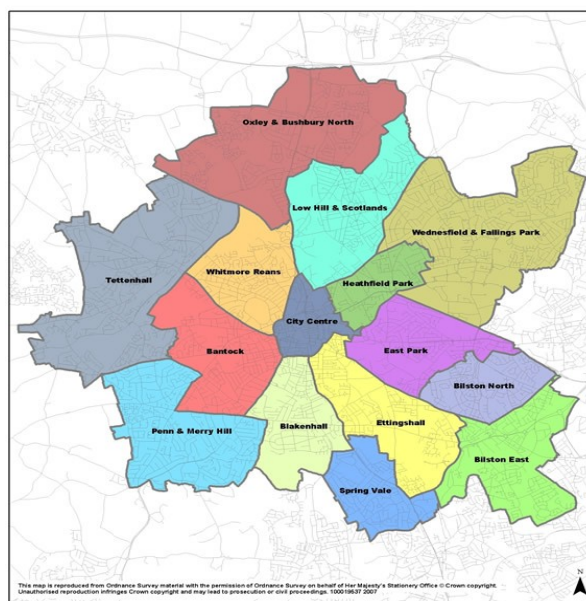 Oxley & Bushbury North
Low Hill & Scotlands
Wednesfield & Fallings Park
Whitmore Reans
Tettenhall
Heathfield Park
City Centre
East Park
Bantock
Bilston North
Ettingshall
Blakenhall
Penn & Merry Hill
Bilston East
Spring Vale
N
This map is reproduced from Ordnance Survey material with the permission of Ordnance Survey on behalf of Her Majesty's Stationery Office © Crown copyright.
Unauthorised reproduction infringes Crown copyright and may lead to prosecution or civil proceedings. 100019537 2007